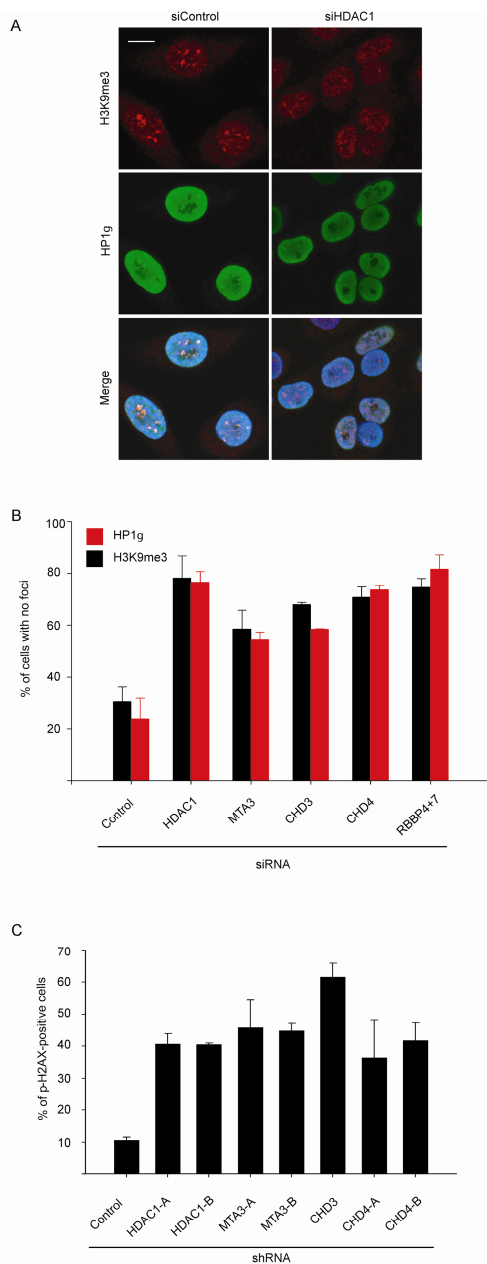 A
siControl
siHDAC1
H3K9me3
HP1g
Merge
B
HP1g
H3K9me3
% of cells with no foci
100
80
60
40
20
Control
HDAC1
MTA3
CHD3
CHD4
RBBP4+7
siRNA
C
% of p-H2AX-positive cells
70
60
50
40
30
20
10
Control
HDAC1-A
HDAC1-B
MTA3-A
MTA3-B
CHD3
CHD4-A
CHD4-B
shRNA